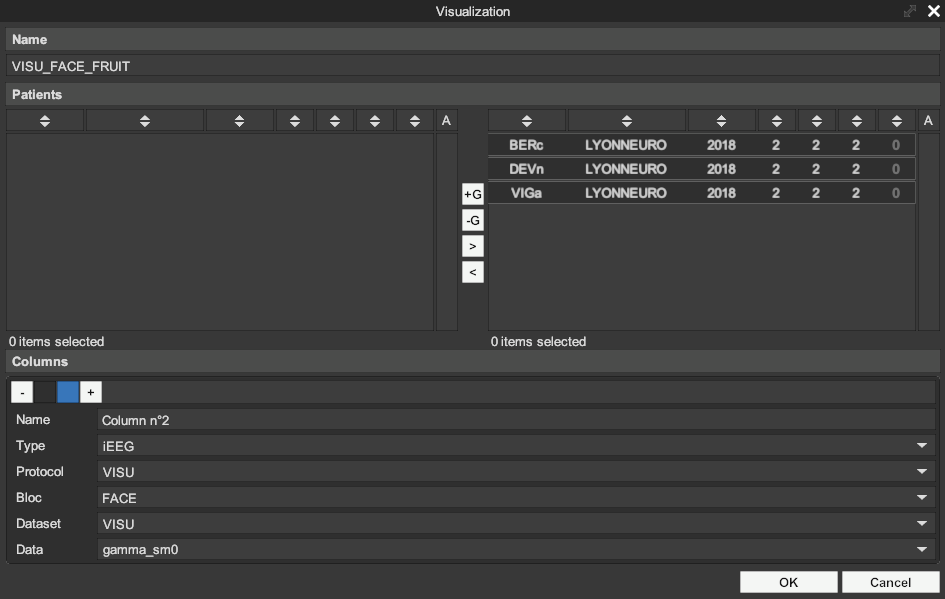 Visualization
Name
VISU_FACE_FRUIT
Patients
A A
BERc LYONNEURO 2018 2 2 2 0
DEVn LYONNEURO 2018 2 2 2 0
VIGa LYONNEURO 2018 2 2 2 0
+G
-G
>
<
0 items selected 0 items selected
Columns
- +
Name Column n°2
Type iEEG
Protocol VISU
Bloc FACE
Dataset VISU
Data gamma_sm0
OK Cancel